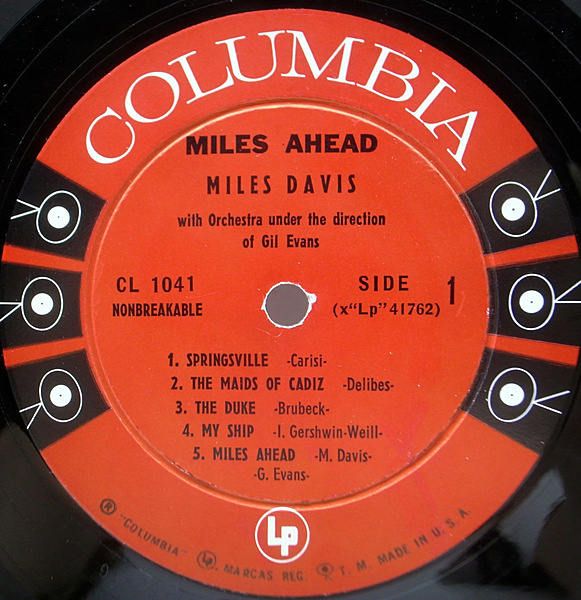 COLUMBIA
MILES AHEAD
MILES DAVIS
with Orchestra under the direction
of Gil Evans
CL 1041
NONBREAKABLE
SIDE 1
(x"Lp" 41762)
1. SPRINGSVILLE -Carisi-
2. THE MAIDS OF CADIZ -Delibes-
3. THE DUKE -Brubeck-
4. MY SHIP -I. Gershwin-Weill-
5. MILES AHEAD -M. Davis-
-G. Evans-
Lp
® "COLUMBIA" Lp. MARCAS REG. T. M. MADE IN U. S. A.